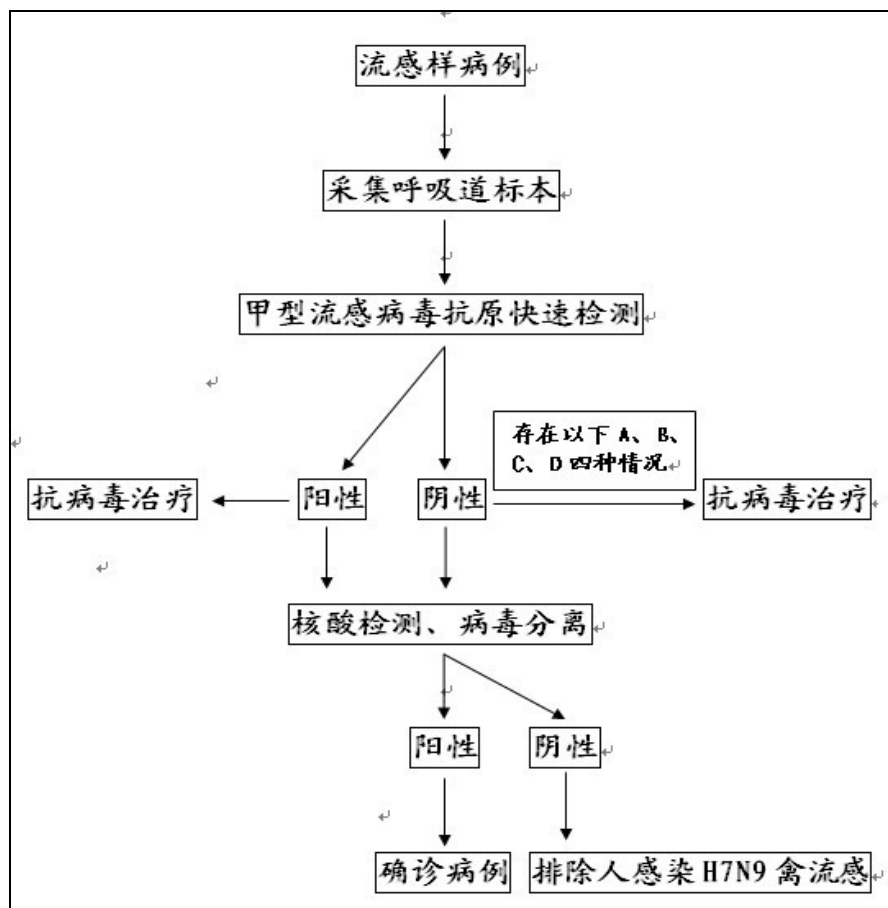 流感样病例
采集呼吸道标本
甲型流感病毒抗原快速检测
存在以下 A、B、
C、D 四种情况
抗病毒治疗
阳性
阴性
抗病毒治疗
核酸检测、病毒分离
阳性
阴性
确诊病例
排除人感染H7N9禽流感